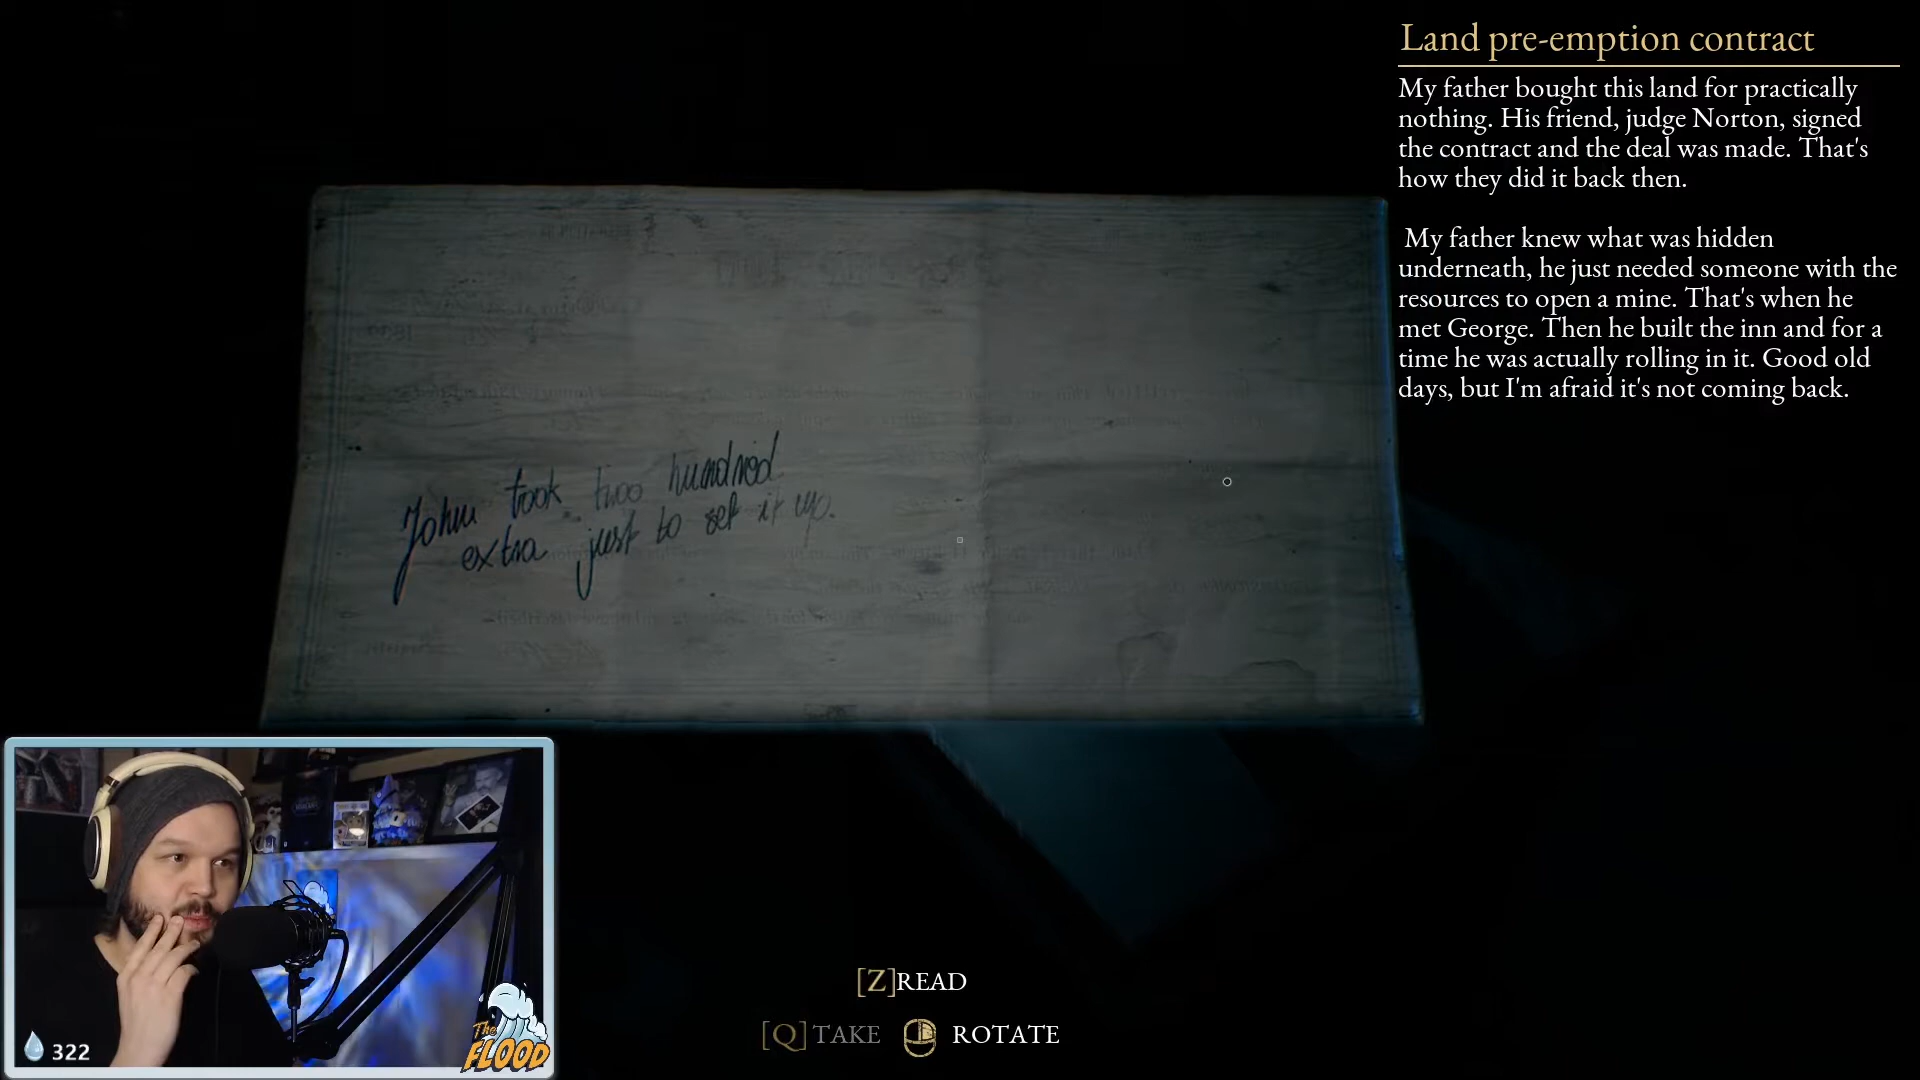 Land pre-emption contract
My father bought this land for practically
nothing. His friend, judge Norton, signed
the contract and the deal was made. That's
how they did it back then.
My father knew what was hidden
underneath, he just needed someone with the
resources to open a mine. That's when he
met George. Then he built the inn and for a
time he was actually rolling in it. Good old
days, but I'm afraid it's not coming back.
John took two hundred
extra just to set it up.
[Z]READ
[Q]TAKE ROTATE
322
The
FLOOD